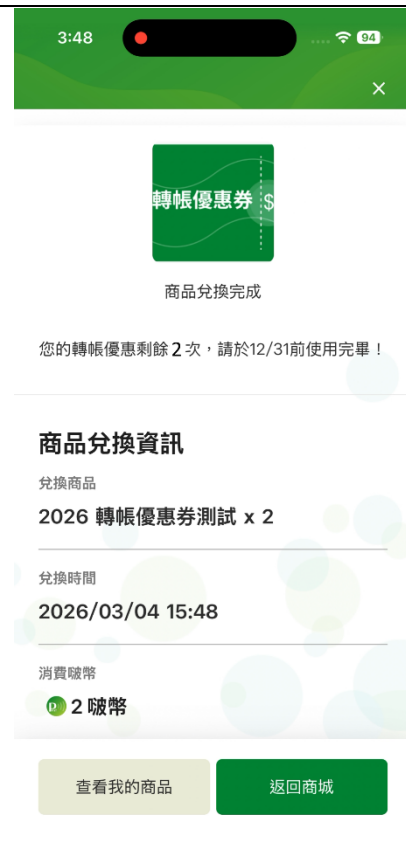 3:48
94
轉帳優惠券 $
商品兌換完成
您的轉帳優惠剩餘2次，請於12/31前使用完畢！
商品兌換資訊
兌換商品
2026 轉帳優惠券測試 x 2
兌換時間
2026/03/04 15:48
消費啵幣
2 啵幣
查看我的商品
返回商城